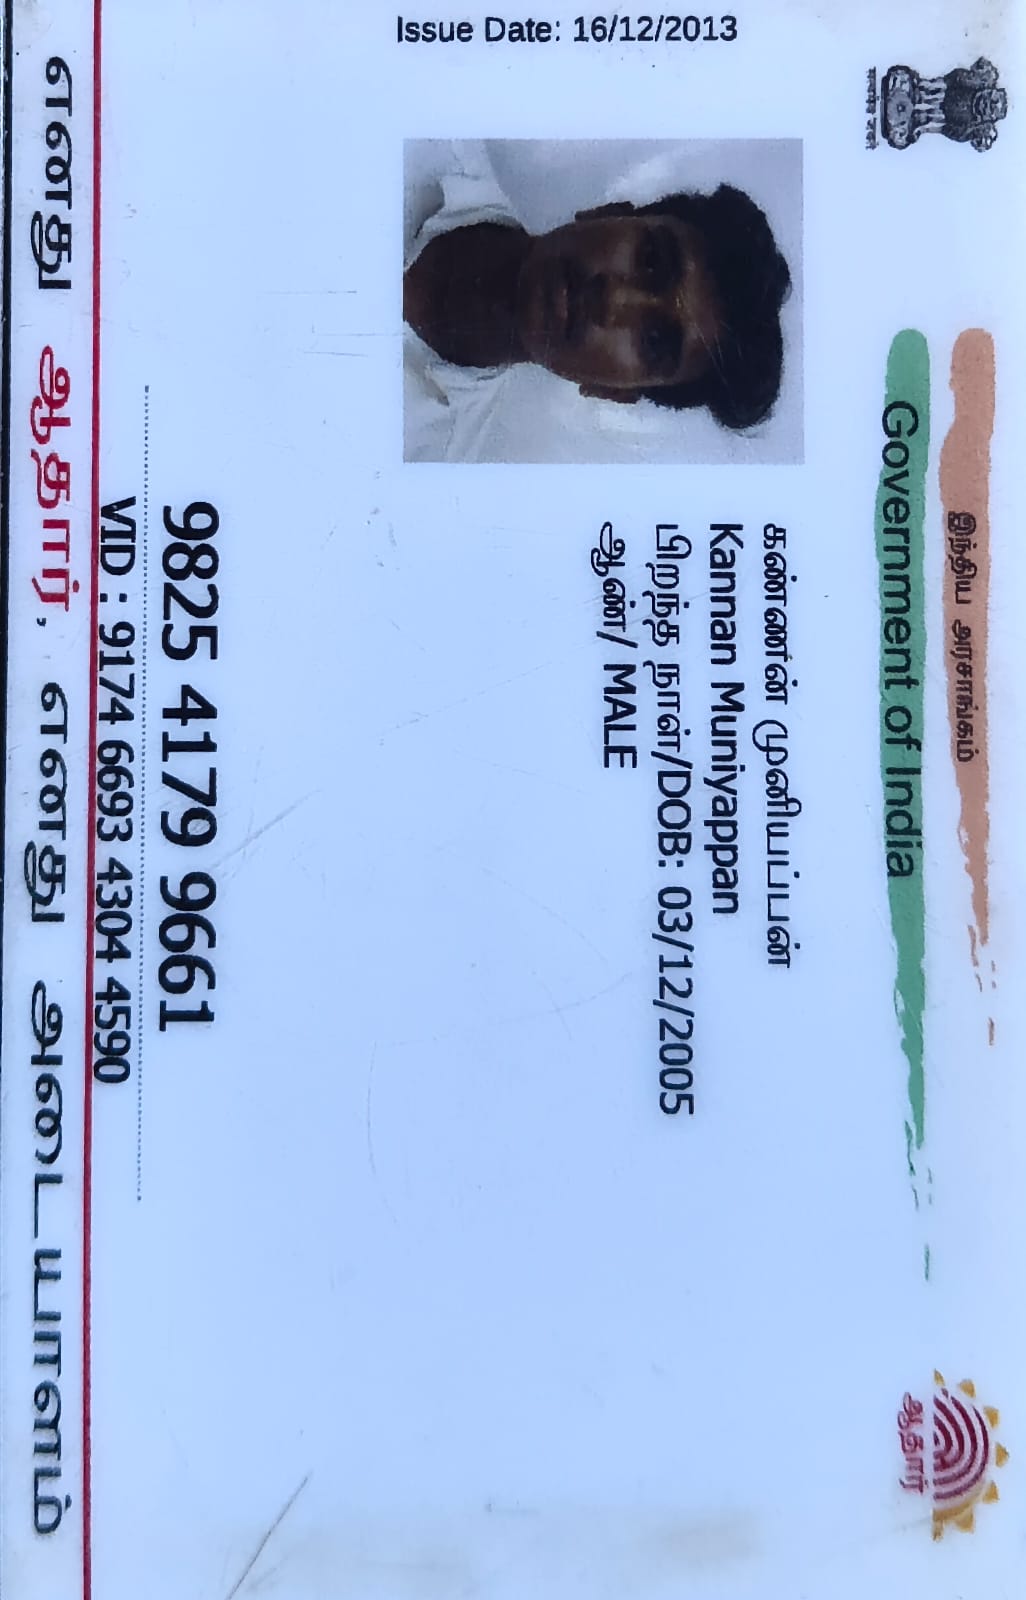 Issue Date: 16/12/2013
இந்திய அரசாங்கம்
Government of India
கண்ணன் முனியப்பன்
Kannan Muniyappan
பிறந்த நாள்/DOB: 03/12/2005
ஆண்/ MALE
ஆதார்
9825 4179 9661
VID : 9174 6693 4304 4590
எனது ஆதார், எனது அடையாளம்